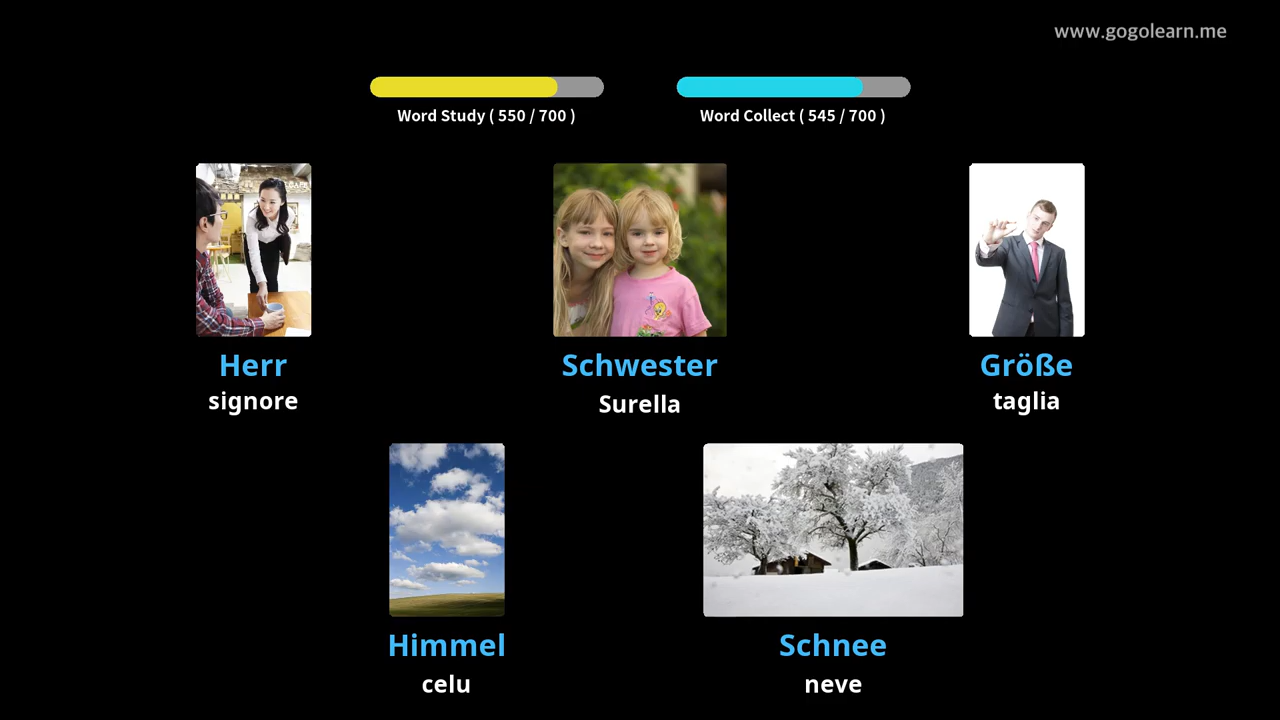 www.gogolearn.me
Word Study ( 550 / 700 )
Word Collect ( 545 / 700 )
Herr
signore
Schwester
Surella
Größe
taglia
Himmel
celu
Schnee
neve